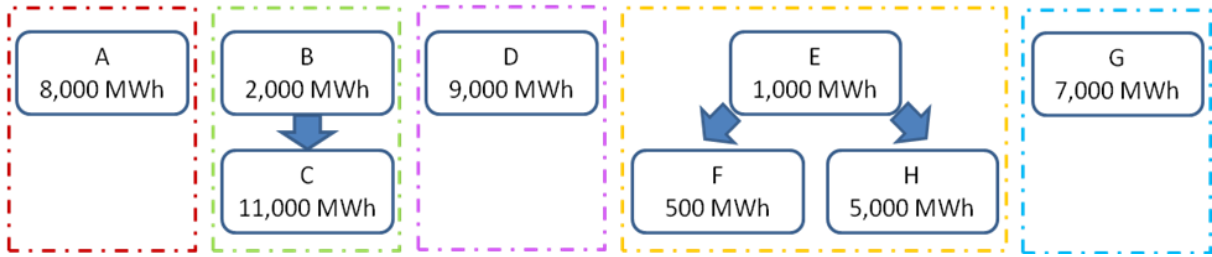 A
8,000 MWh
B
2,000 MWh
C
11,000 MWh
D
9,000 MWh
E
1,000 MWh
F
500 MWh
H
5,000 MWh
G
7,000 MWh